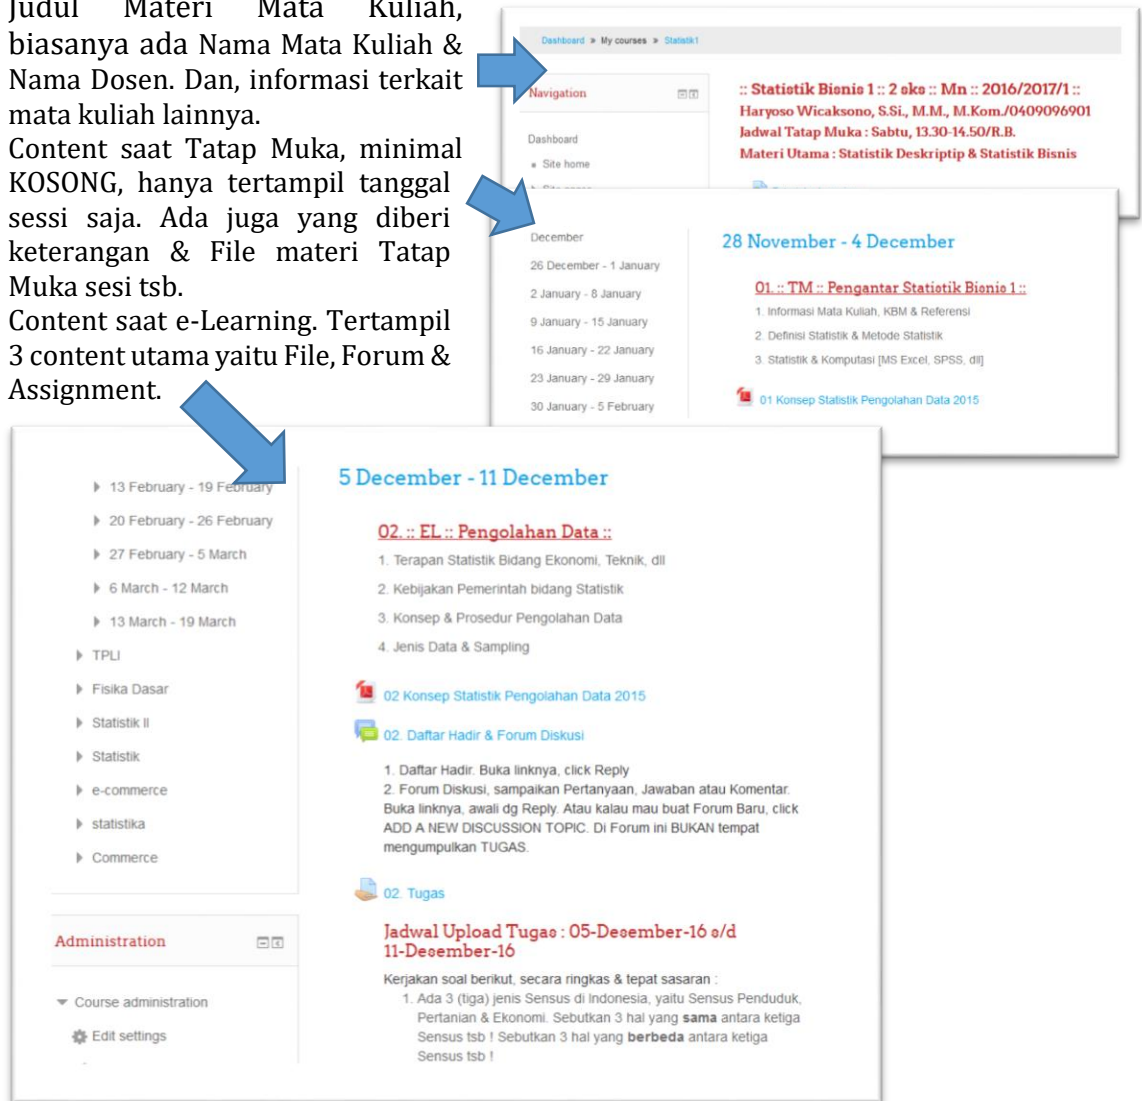 Judul Materi Mata Kuliah,
biasanya ada Nama Mata Kuliah &
Nama Dosen. Dan, informasi terkait
mata kuliah lainnya.
Content saat Tatap Muka, minimal
KOSONG, hanya tertampil tanggal
sessi saja. Ada juga yang diberi
keterangan & File materi Tatap
Muka sesi tsb.
Content saat e-Learning. Tertampil
3 content utama yaitu File, Forum &
Assignment.
Dashboard » My courses » Statistik1
Navigation
Dashboard
Site home
:: Statistik Bisnis 1 :: 2 sks :: Mn :: 2016/2017/1 ::
Haryoso Wicaksono, S.Si., M.M., M.Kom./0409096901
Jadwal Tatap Muka : Sabtu, 13.30-14.50/R.B.
Materi Utama : Statistik Deskriptip & Statistik Bisnis
December
26 December - 1 January
2 January - 8 January
9 January - 15 January
16 January - 22 January
23 January - 29 January
30 January - 5 February
28 November - 4 December
01. :: TM :: Pengantar Statistik Bisnis 1 ::
1. Informasi Mata Kuliah, KBM & Referensi
2. Definisi Statistik & Metode Statistik
3. Statistik & Komputasi [MS Excel, SPSS, dll]
01 Konsep Statistik Pengolahan Data 2015
13 February - 19 February
20 February - 26 February
27 February - 5 March
6 March - 12 March
13 March - 19 March
TPLI
Fisika Dasar
Statistik II
Statistik
e-commerce
statistika
Commerce
Administration
Course administration
Edit settings
5 December - 11 December
02. :: EL :: Pengolahan Data ::
1. Terapan Statistik Bidang Ekonomi, Teknik, dll
2. Kebijakan Pemerintah bidang Statistik
3. Konsep & Prosedur Pengolahan Data
4. Jenis Data & Sampling
02 Konsep Statistik Pengolahan Data 2015
02. Daftar Hadir & Forum Diskusi
1. Daftar Hadir. Buka linknya, click Reply
2. Forum Diskusi, sampaikan Pertanyaan, Jawaban atau Komentar.
Buka linknya, awali dg Reply. Atau kalau mau buat Forum Baru, click
ADD A NEW DISCUSSION TOPIC. Di Forum ini BUKAN tempat
mengumpulkan TUGAS.
02. Tugas
Jadwal Upload Tugas : 05-Desember-16 s/d
11-Desember-16
Kerjakan soal berikut, secara ringkas & tepat sasaran :
1. Ada 3 (tiga) jenis Sensus di Indonesia, yaitu Sensus Penduduk,
Pertanian & Ekonomi. Sebutkan 3 hal yang sama antara ketiga
Sensus tsb ! Sebutkan 3 hal yang berbeda antara ketiga
Sensus tsb !